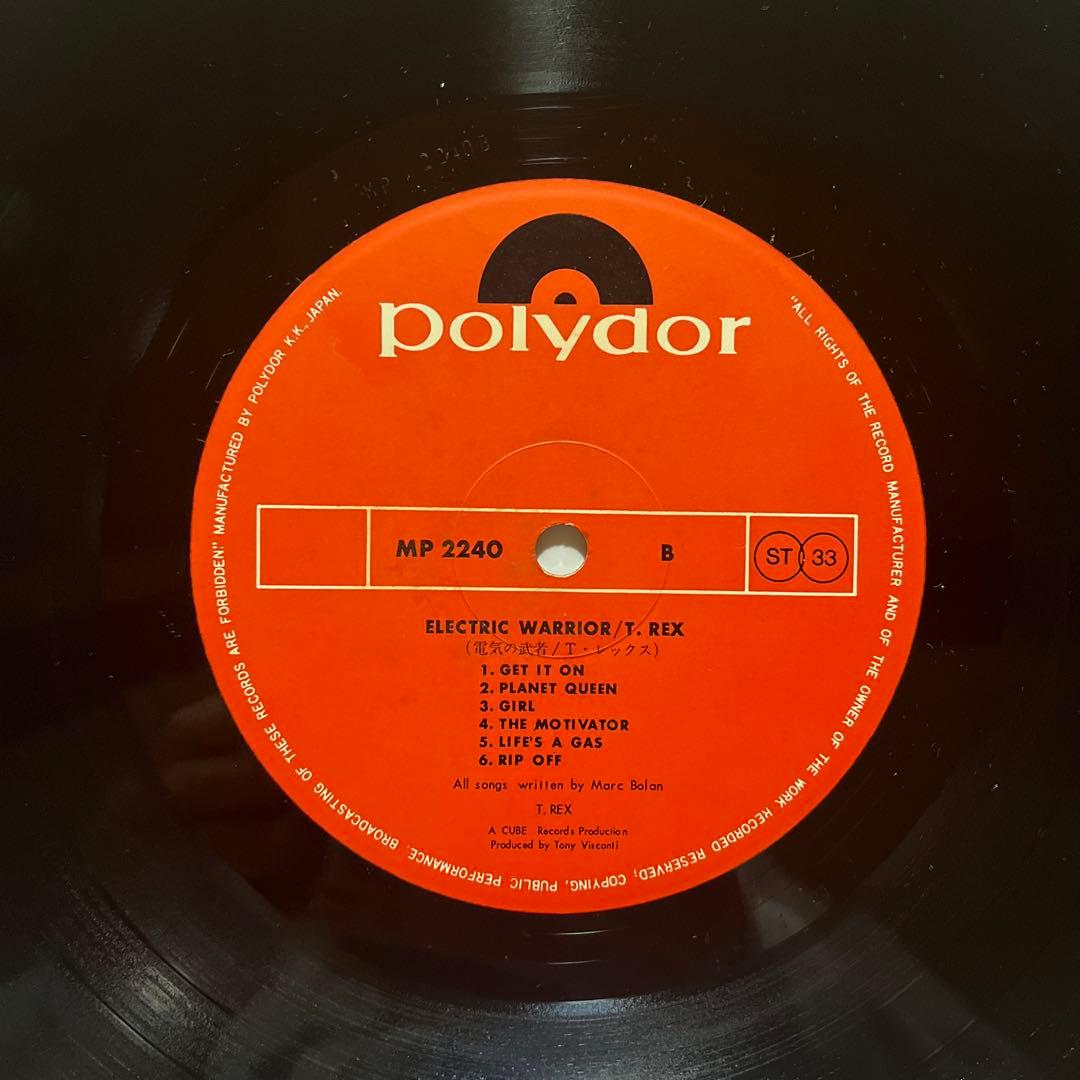 polydor
MP 2240
B
ST 33
ELECTRIC WARRIOR/T. REX
(電気の武者/T・レックス)
1. GET IT ON
2. PLANET QUEEN
3. GIRL
4. THE MOTIVATOR
5. LIFE'S A GAS
6. RIP OFF
All songs written by Marc Bolan
T. REX
A CUBE Records Production
Produced by Tony Visconti
"ALL RIGHTS OF THE RECORD MANUFACTURER AND OF THE OWNER OF THE WORK RECORDED RESERVED; COPYING, PUBLIC PERFORMANCE, BROADCASTING OF THESE RECORDS ARE FORBIDDEN!" MANUFACTURED BY POLYDOR K.K., JAPAN.